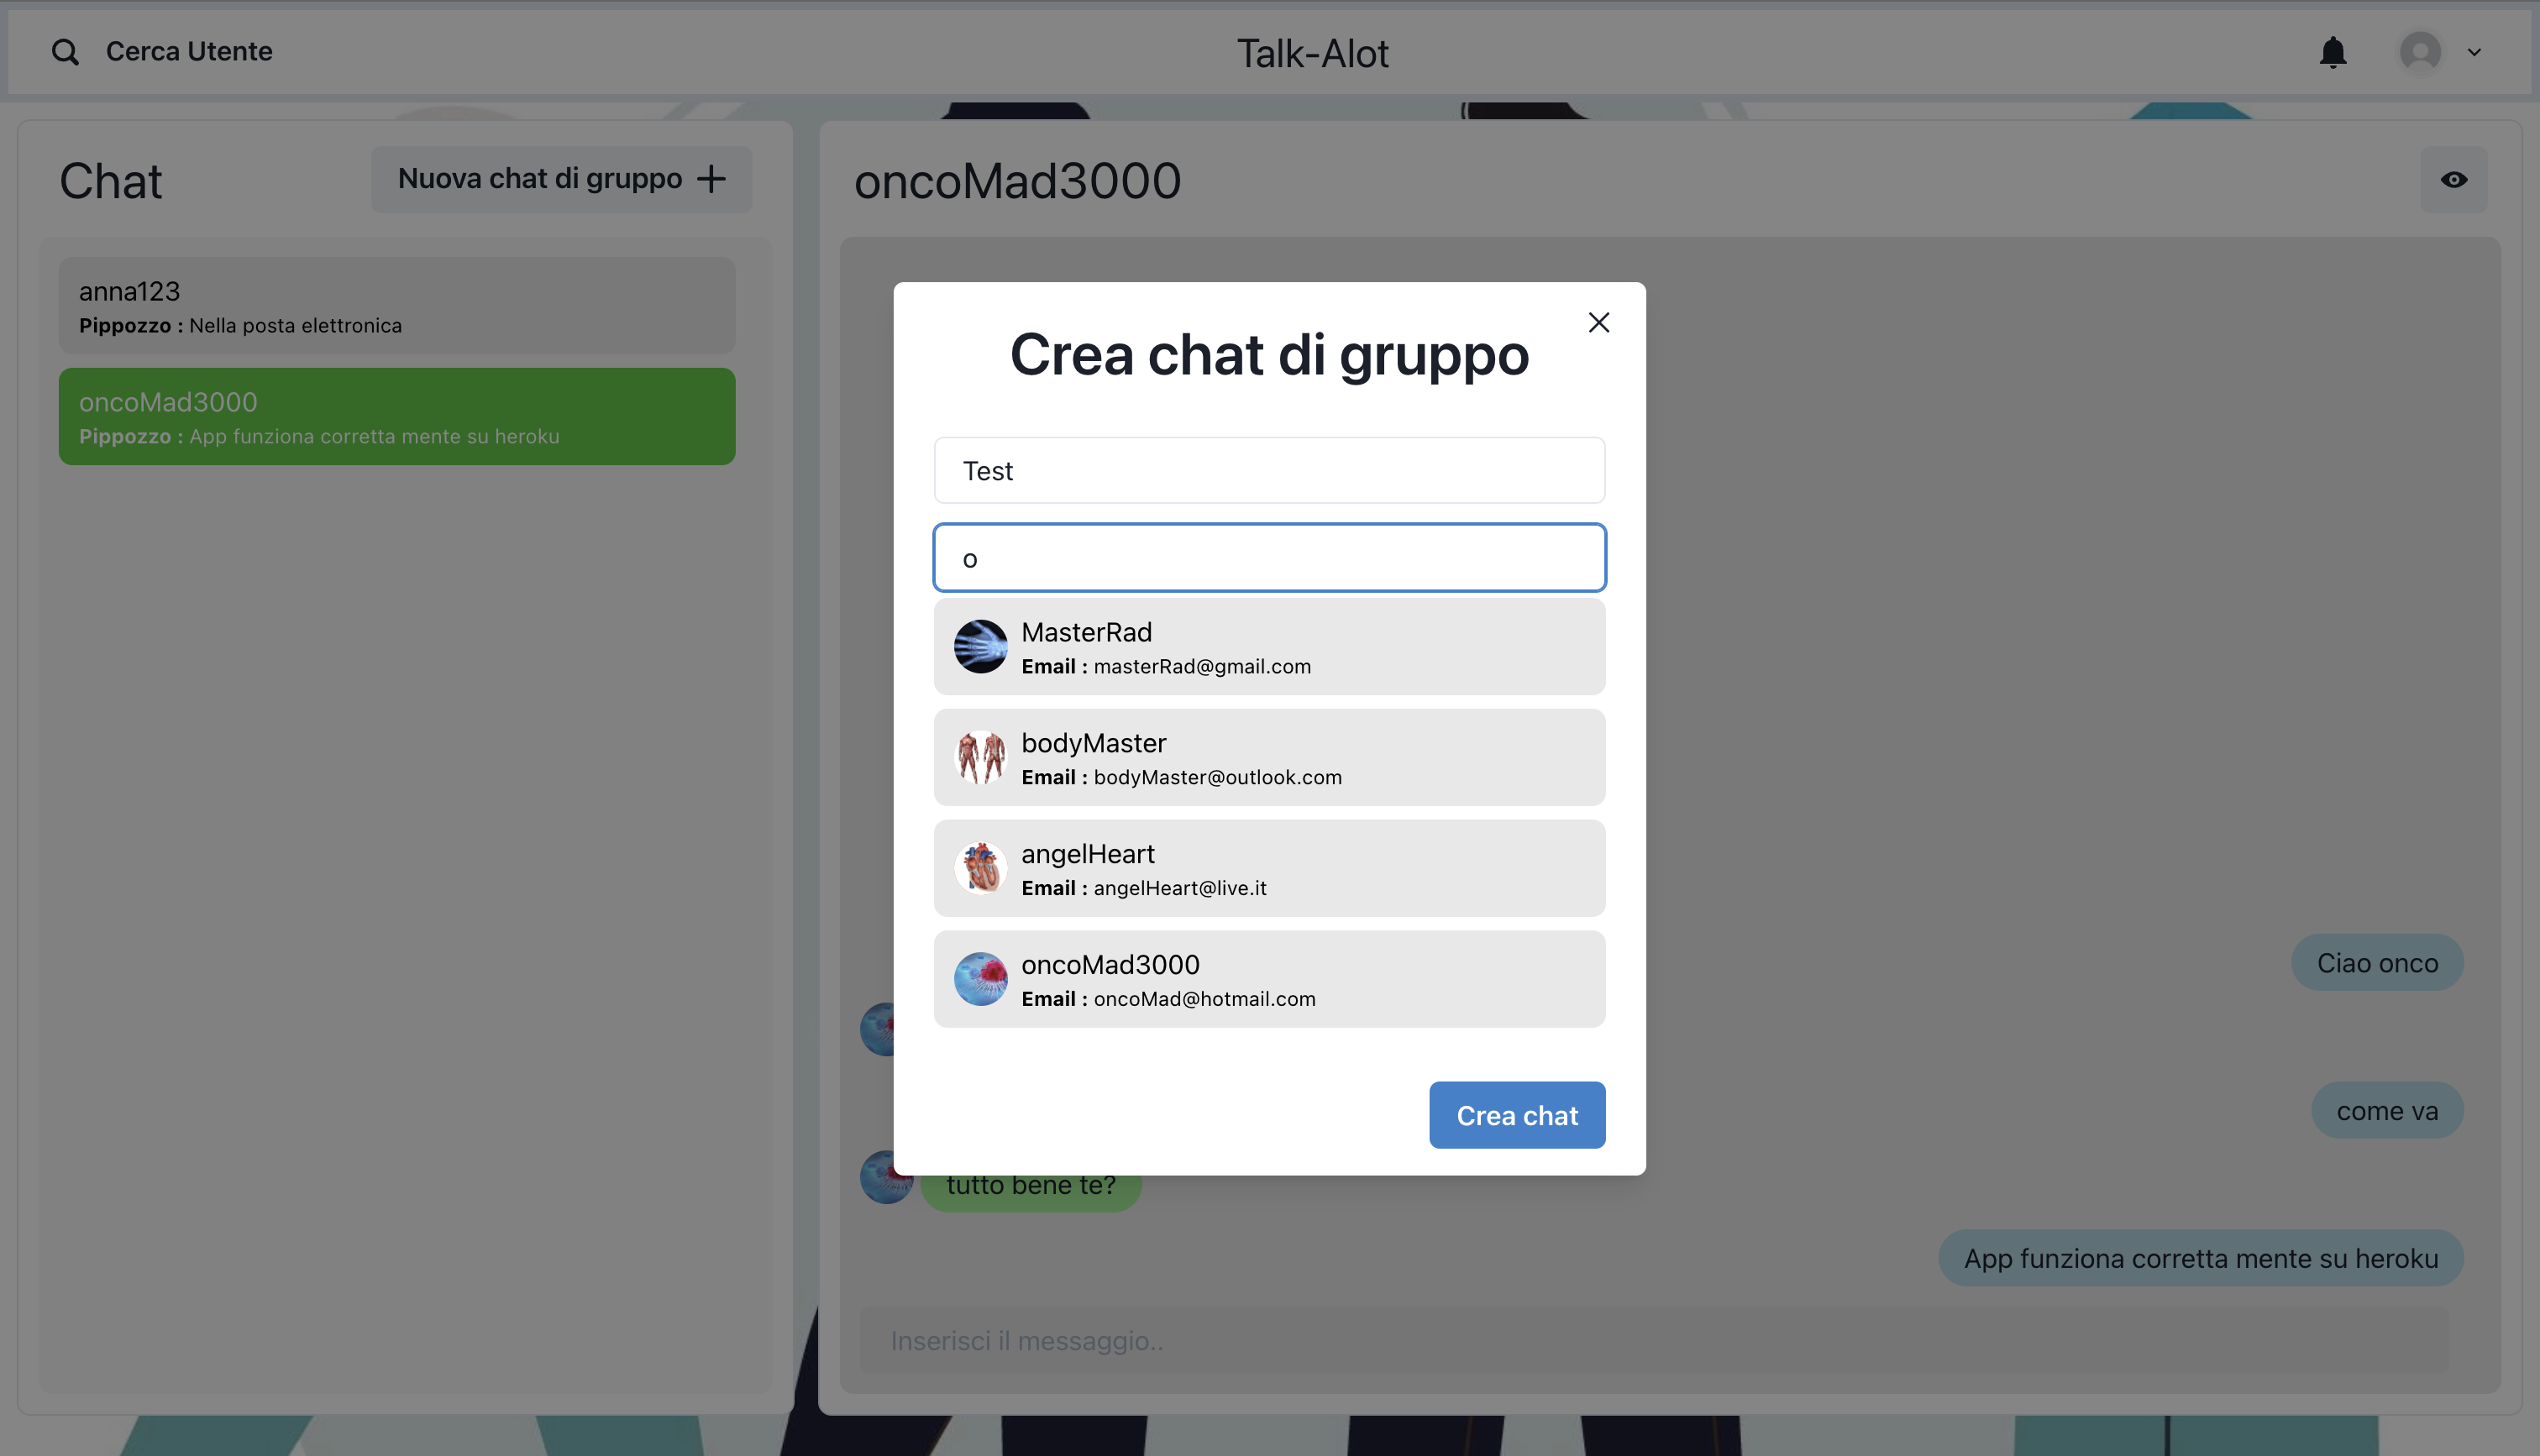 Cerca Utente
Talk-Alot
Chat
Nuova chat di gruppo
anna123
Pippozzo : Nella posta elettronica
oncoMad3000
Pippozzo : App funziona corretta mente su heroku
oncoMad3000
Ciao onco
come va
tutto bene te?
App funziona corretta mente su heroku
Inserisci il messaggio..
Crea chat di gruppo
Test
o
MasterRad
Email : masterRad@gmail.com
bodyMaster
Email : bodyMaster@outlook.com
angelHeart
Email : angelHeart@live.it
oncoMad3000
Email : oncoMad@hotmail.com
Crea chat